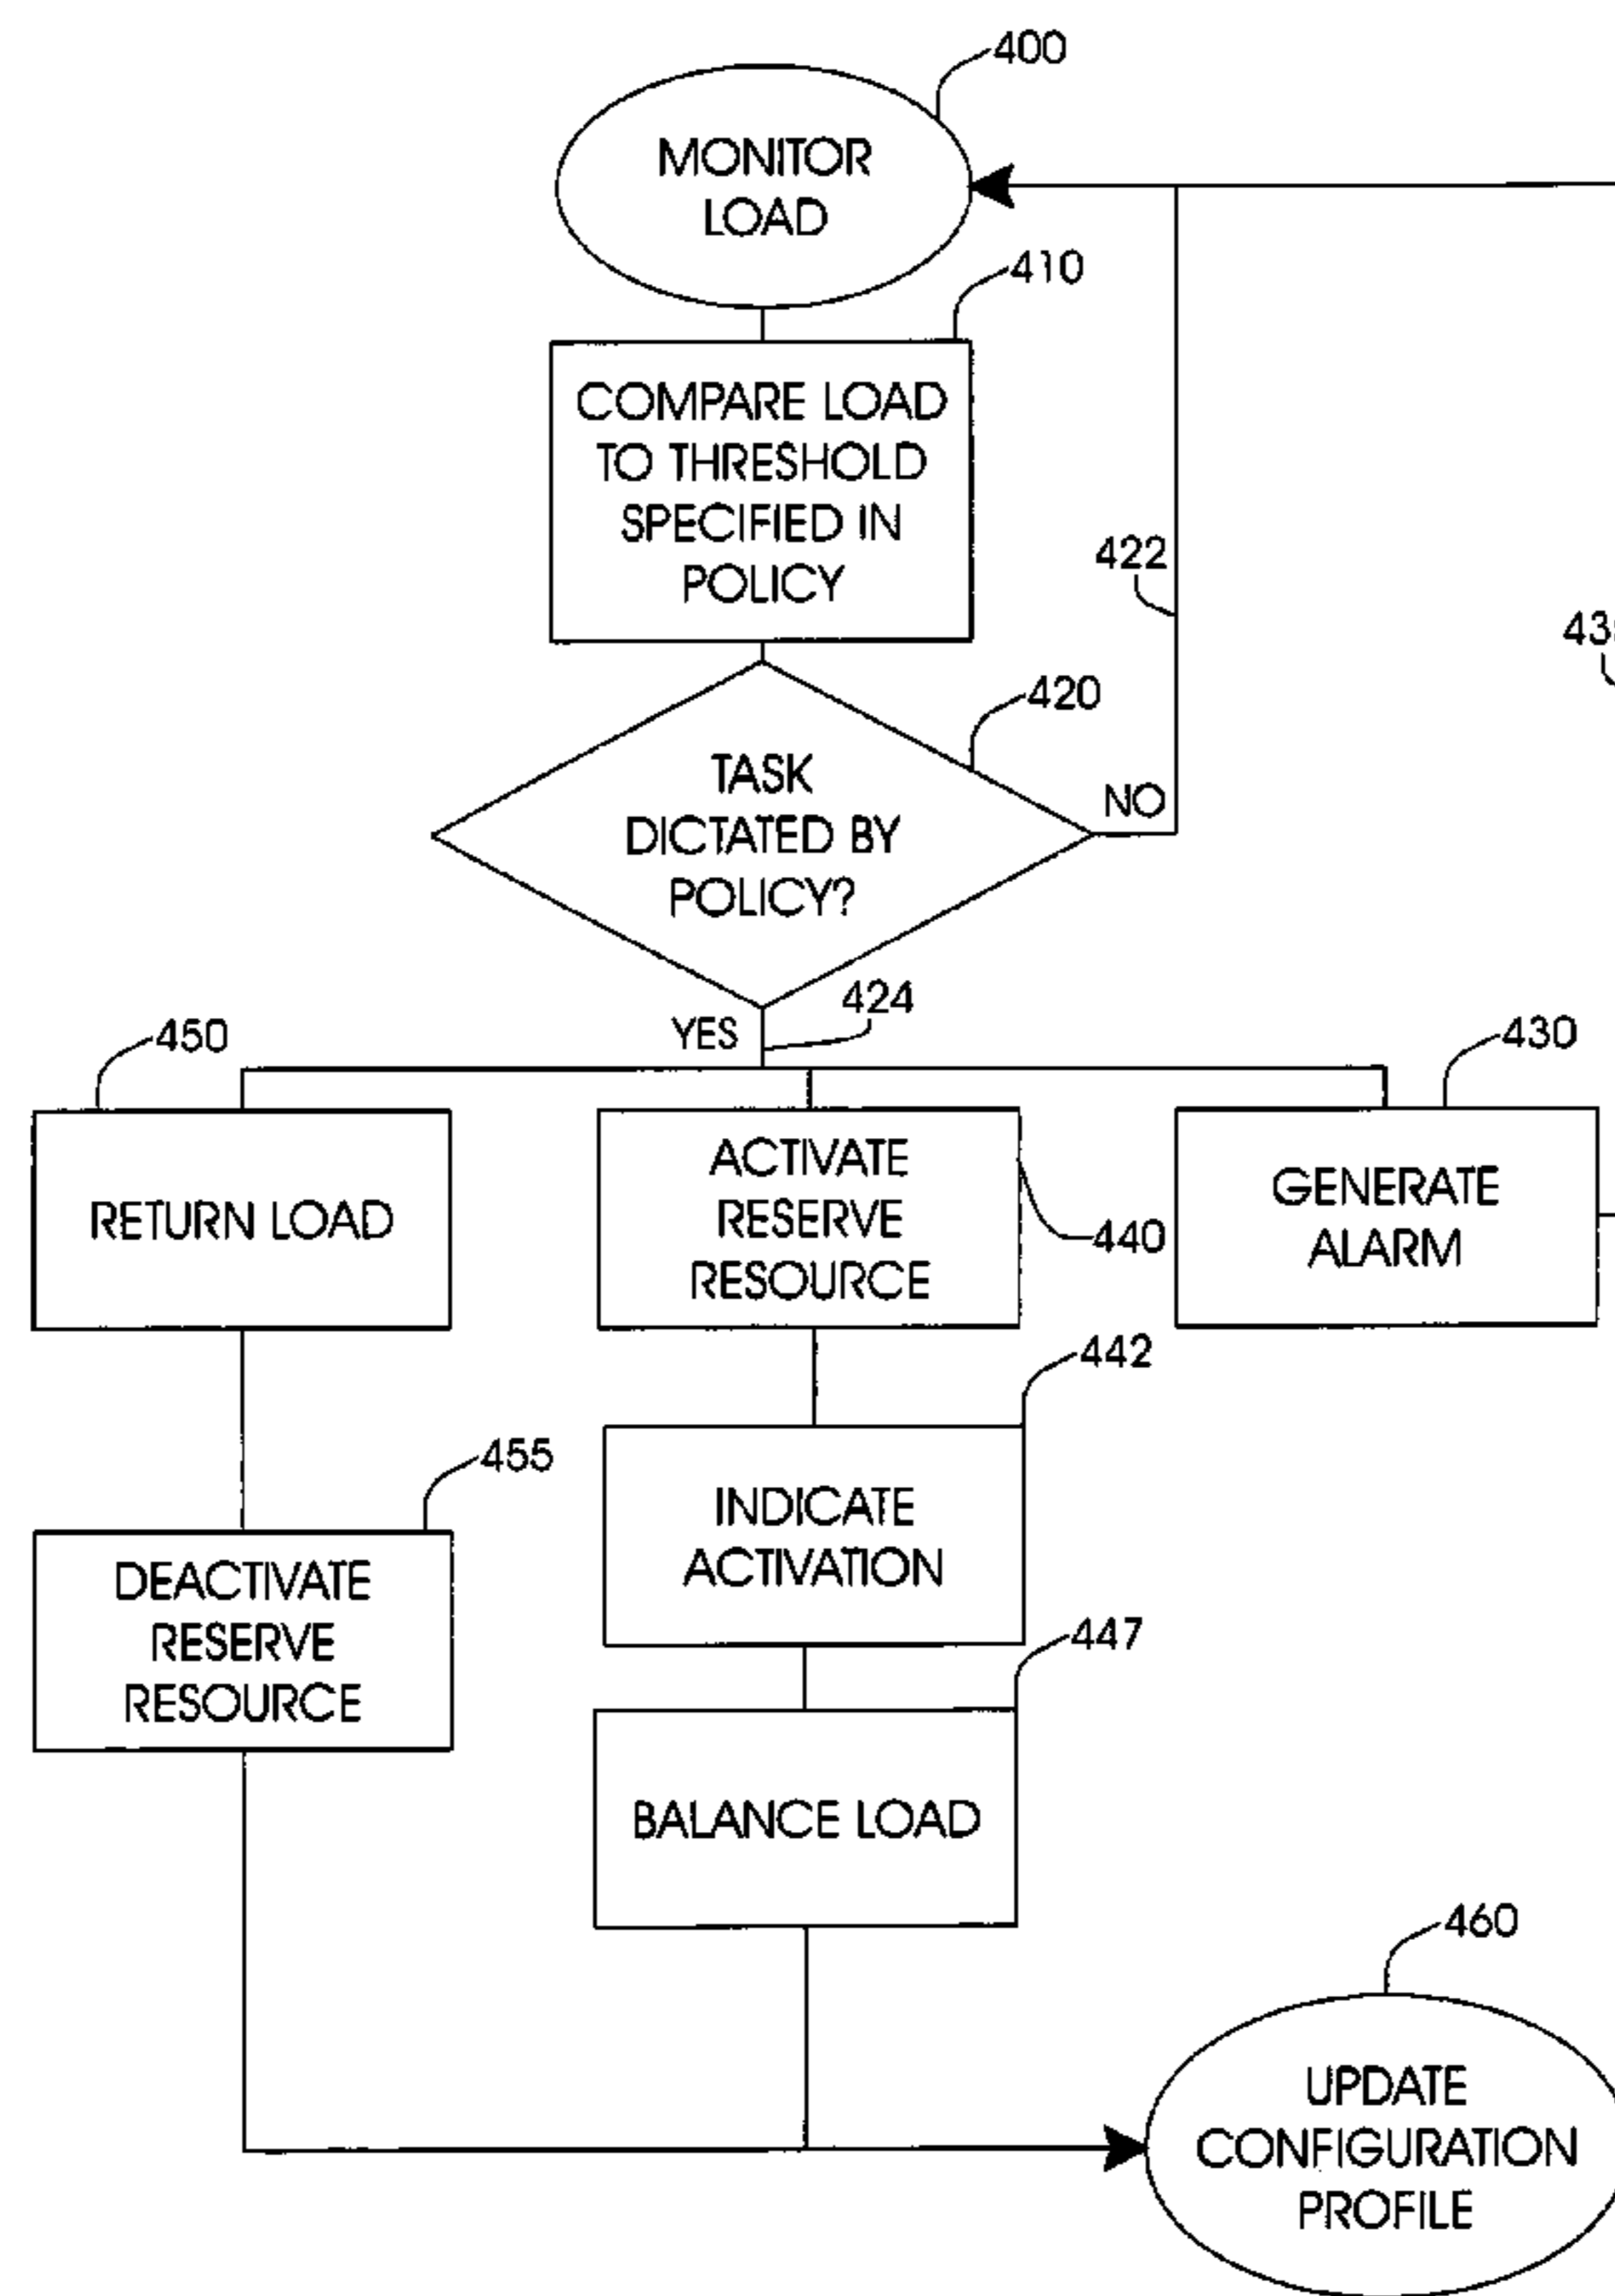 400
MONITOR
LOAD
410
COMPARE LOAD
TO THRESHOLD
SPECIFIED IN
POLICY
422
420
TASK
DICTATED BY
POLICY?
NO
424
YES
450
430
RETURN LOAD
ACTIVATE
RESERVE
RESOURCE
440
GENERATE
ALARM
442
INDICATE
ACTIVATION
455
DEACTIVATE
RESERVE
RESOURCE
447
BALANCE LOAD
460
UPDATE
CONFIGURATION
PROFILE